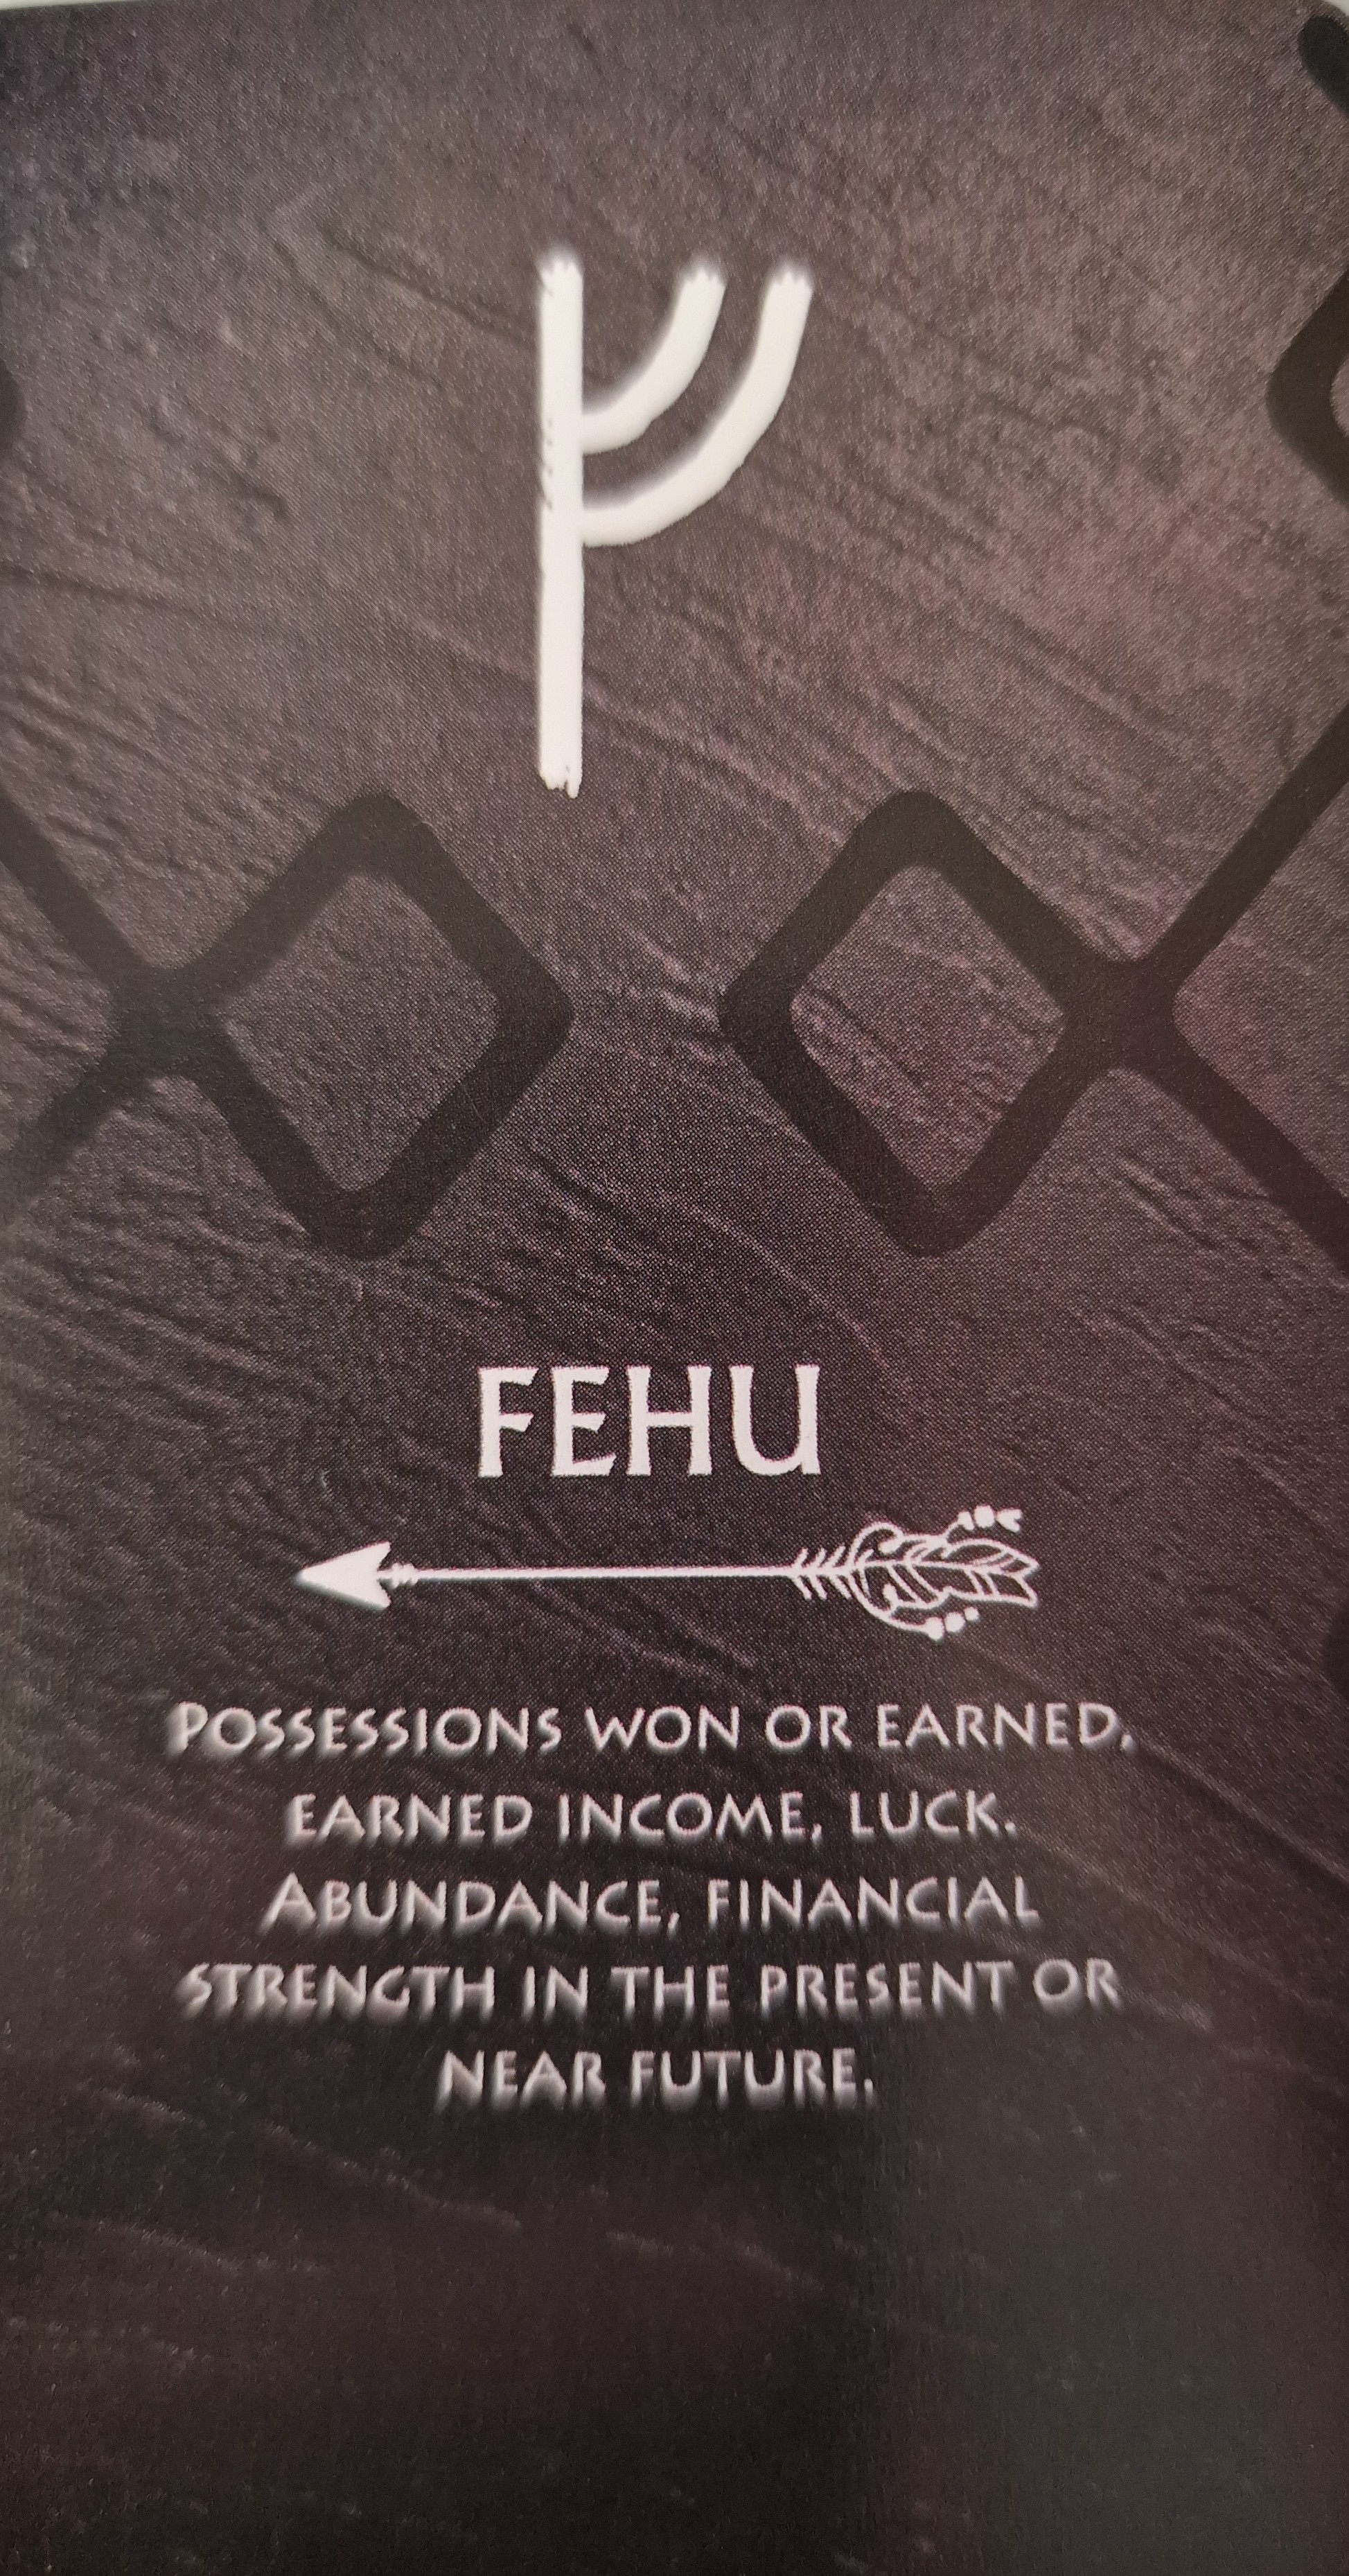 ᚠ
FEHU
POSSESSIONS WON OR EARNED,
EARNED INCOME, LUCK.
ABUNDANCE, FINANCIAL
STRENGTH IN THE PRESENT OR
NEAR FUTURE.